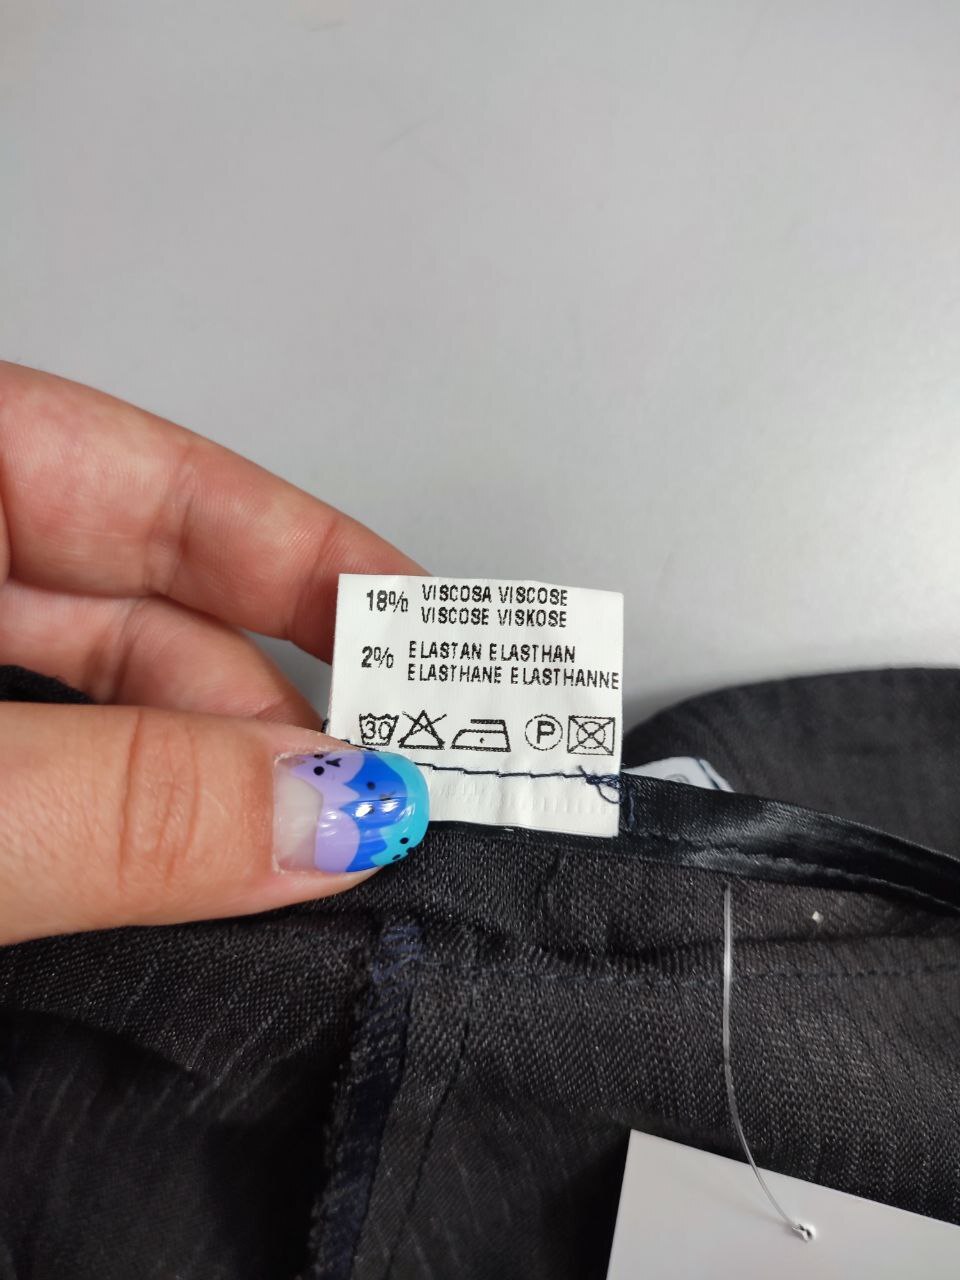 18% VISCOSA VISCOSE
VISCOSE VISKOSE
2% ELASTAN ELASTHAN
ELASTHANE ELASTHANNE
30 P